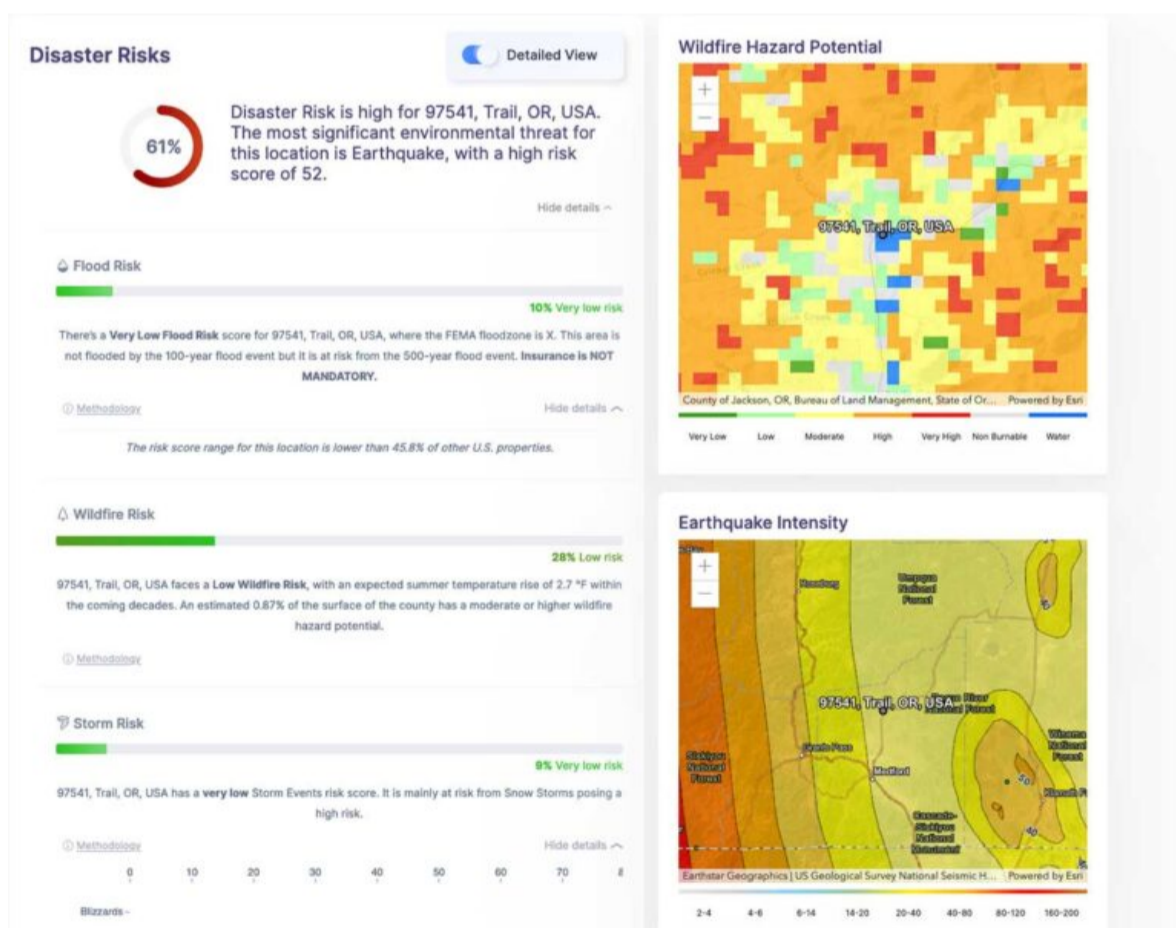 Disaster Risks
Detailed View
61%
Disaster Risk is high for 97541, Trail, OR, USA.
The most significant environmental threat for
this location is Earthquake, with a high risk
score of 52.
Hide details
Flood Risk
10% Very low risk
There's a Very Low Flood Risk score for 97541, Trail, OR, USA, where the FEMA floodzone is X. This area is
not flooded by the 100-year flood event but it is at risk from the 500-year flood event. Insurance is NOT
MANDATORY.
Methodology
Hide details
The risk score range for this location is lower than 45.8% of other U.S. properties.
Wildfire Risk
28% Low risk
97541, Trail, OR, USA faces a Low Wildfire Risk, with an expected summer temperature rise of 2.7 °F within
the coming decades. An estimated 0.87% of the surface of the county has a moderate or higher wildfire
hazard potential.
Methodology
Storm Risk
9% Very low risk
97541, Trail, OR, USA has a very low Storm Events risk score. It is mainly at risk from Snow Storms posing a
high risk.
Methodology
Hide details
0 10 20 30 40 50 60 70 8
Blizzards -
Wildfire Hazard Potential
+
−
97541, Trail, OR, USA
County of Jackson, OR, Bureau of Land Management, State of Or... Powered by Esri
Very Low Low Moderate High Very High Non Burnable Water
Earthquake Intensity
+
−
Roseburg
Umpqua
National
Forest
97541, Trail, OR, USA
River
National Forest
Winema
National
Forest
Siskiyou
National
Forest
Grants Pass
Medford
50
Klamath F
Cascade-
Siskiyou
National
Monument
40
Earthstar Geographics | US Geological Survey National Seismic H... Powered by Esri
2-4 4-6 6-14 14-20 20-40 40-80 80-120 160-200